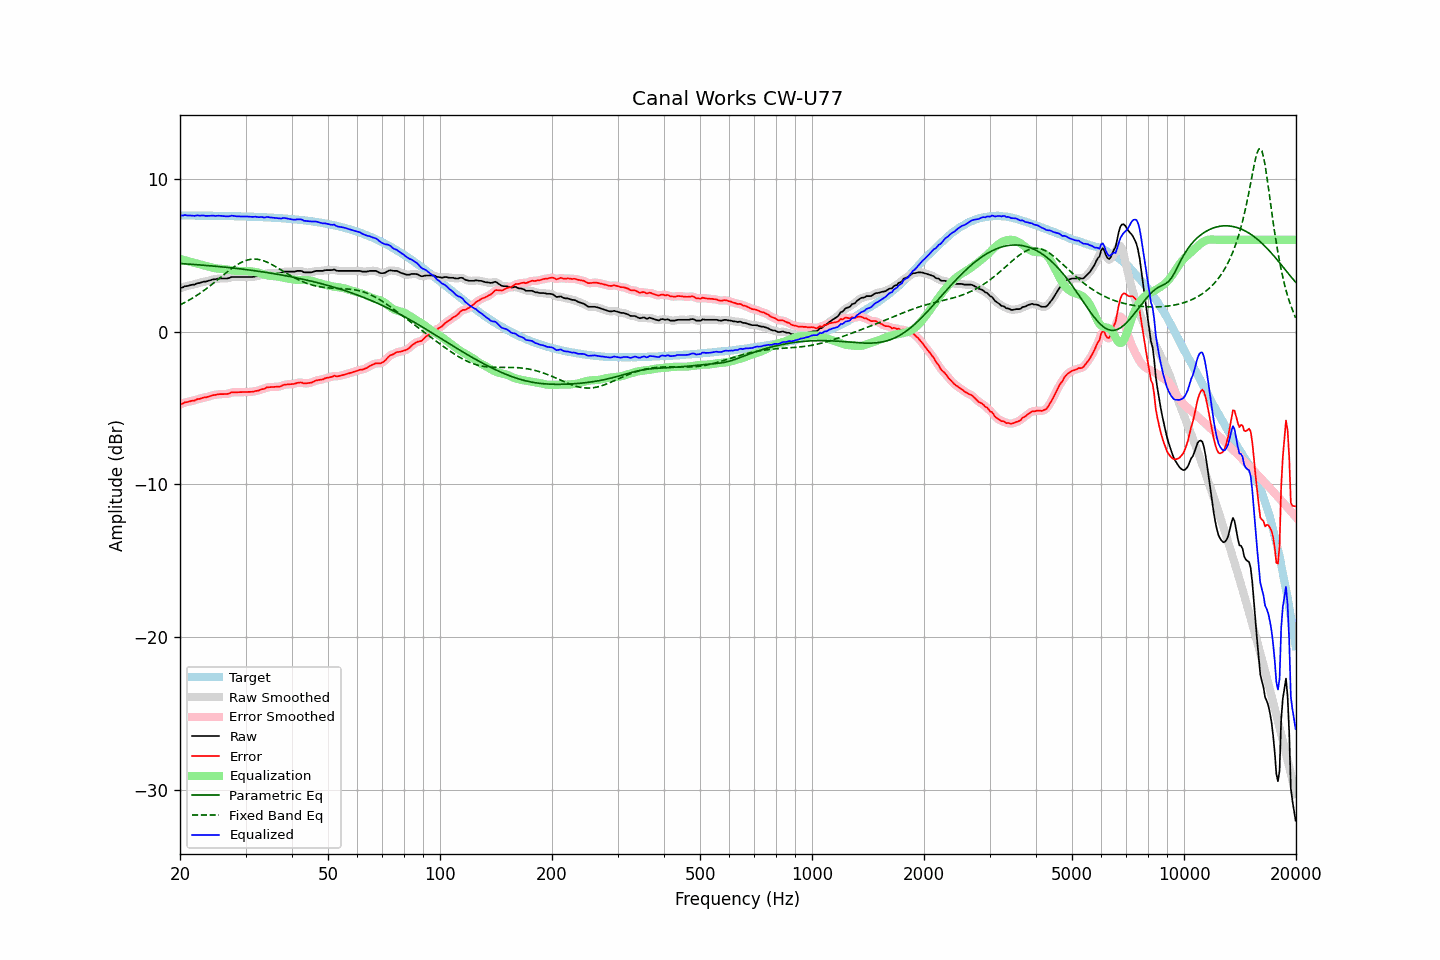 Canal Works CW-U77
Amplitude (dBr)
10
0
−10
−20
−30
Target
Raw Smoothed
Error Smoothed
Raw
Error
Equalization
Parametric Eq
Fixed Band Eq
Equalized
20 50 100 200 500 1000 2000 5000 10000 20000
Frequency (Hz)